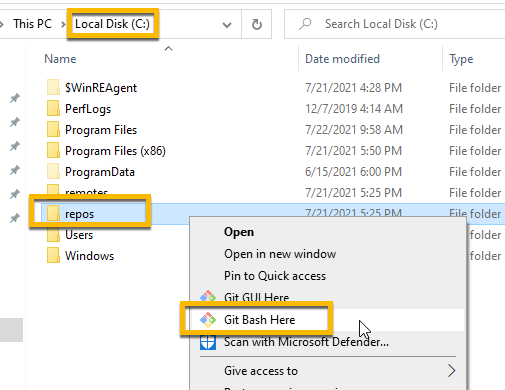 This PC > Local Disk (C:)
Search Local Disk (C:)
Name Date modified Type
$WinREAgent 7/21/2021 4:28 PM File folder
PerfLogs 12/7/2019 4:14 AM File folder
Program Files 7/22/2021 9:58 AM File folder
Program Files (x86) 7/21/2021 5:50 PM File folder
ProgramData 6/15/2021 6:00 PM File folder
remotes 7/21/2021 5:25 PM File folder
repos 7/21/2021 5:25 PM File folder
Users
Windows
Open
Open in new window
Pin to Quick access
Git GUI Here
Git Bash Here
Scan with Microsoft Defender...
Give access to >